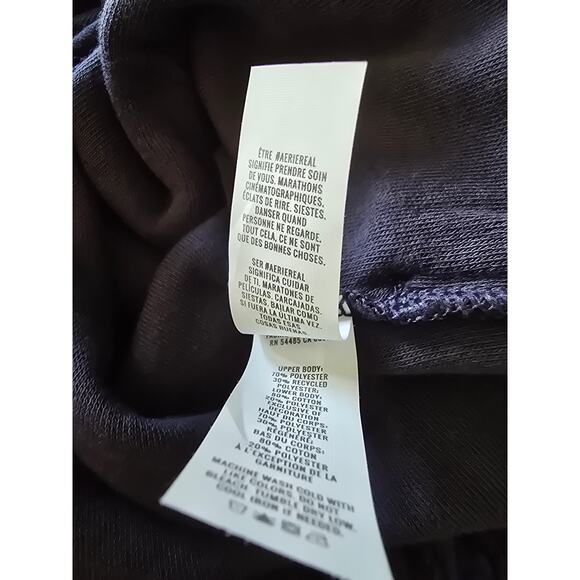 ÊTRE #AERIEREAL
SIGNIFIE PRENDRE SOIN
DE VOUS. MARATHONS
CINÉMATOGRAPHIQUES.
ÉCLATS DE RIRE. SIESTES.
DANSER QUAND
PERSONNE NE REGARDE.
TOUT CELA, CE NE SONT
QUE DES BONNES CHOSES.
SER #AERIEREAL
SIGNIFICA CUIDAR
DE TI. MARATONES DE
PELÍCULAS. CARCAJADAS.
SIESTAS. BAILAR COMO
SI FUERA LA ÚLTIMA VEZ.
TODAS ESAS
COSAS BUENAS.
RN 54485 CA
UPPER BODY:
70% POLYESTER
30% RECYCLED
POLYESTER
LOWER BODY:
80% COTTON
20% POLYESTER
EXCLUSIVE OF
DECORATION
HAUT DU CORPS:
70% POLYESTER
30% POLYESTER
RÉGÉNÉRÉ;
BAS DU CORPS:
80% COTON
20% POLYESTER
À L'EXCEPTION DE LA
GARNITURE
MACHINE WASH COLD WITH
LIKE COLORS. DO NOT
BLEACH. TUMBLE DRY LOW.
COOL IRON IF NEEDED.